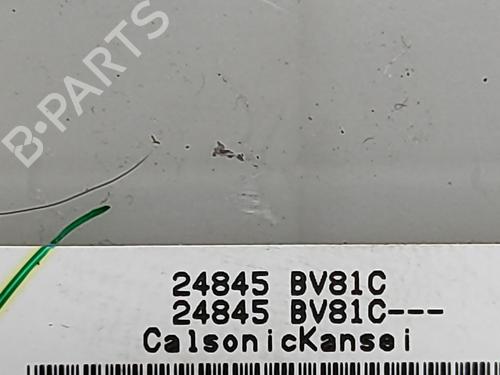 B-PARTS
24845 BV81C
24845 BV81C---
CalsonicKansei